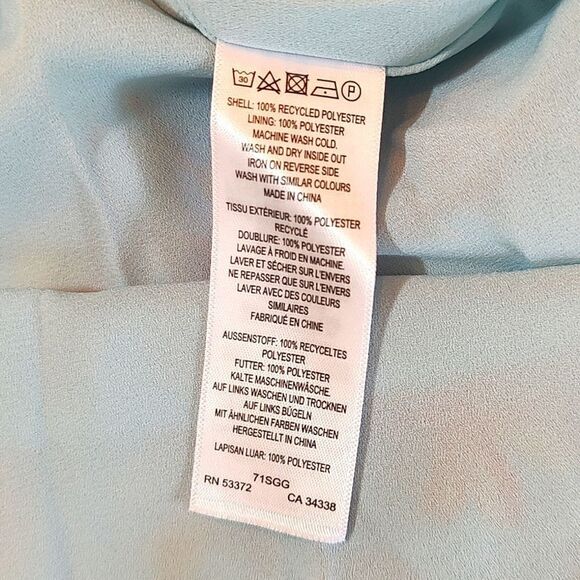 30 P
SHELL: 100% RECYCLED POLYESTER
LINING: 100% POLYESTER
MACHINE WASH COLD.
WASH AND DRY INSIDE OUT
IRON ON REVERSE SIDE
WASH WITH SIMILAR COLOURS
MADE IN CHINA
TISSU EXTÉRIEUR: 100% POLYESTER
RECYCLÉ
DOUBLURE: 100% POLYESTER
LAVAGE À FROID EN MACHINE.
LAVER ET SÉCHER SUR L'ENVERS
NE REPASSER QUE SUR L'ENVERS
LAVER AVEC DES COULEURS
SIMILAIRES
FABRIQUÉ EN CHINE
AUSSENSTOFF: 100% RECYCELTES
POLYESTER
FUTTER: 100% POLYESTER
KALTE MASCHINENWÄSCHE.
AUF LINKS WASCHEN UND TROCKNEN
AUF LINKS BÜGELN
MIT ÄHNLICHEN FARBEN WASCHEN
HERGESTELLT IN CHINA
LAPISAN LUAR: 100% POLYESTER
71SGG
RN 53372 CA 34338